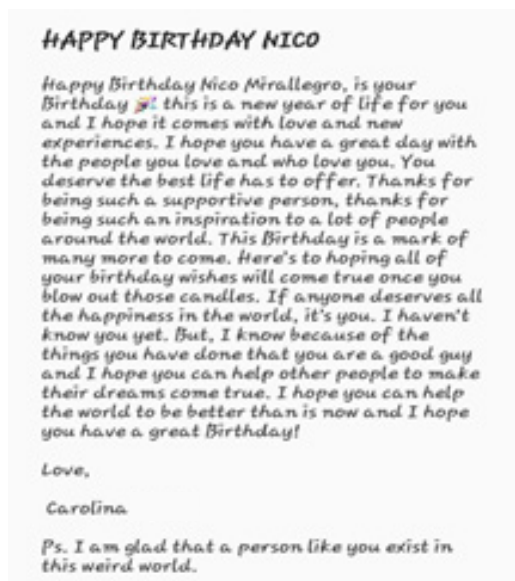 HAPPY BIRTHDAY NICO
Happy Birthday Nico Mirallegro, is your
Birthday 🎉 this is a new year of life for you
and I hope it comes with love and new
experiences. I hope you have a great day with
the people you love and who love you. You
deserve the best life has to offer. Thanks for
being such a supportive person, thanks for
being such an inspiration to a lot of people
around the world. This Birthday is a mark of
many more to come. Here's to hoping all of
your birthday wishes will come true once you
blow out those candles. If anyone deserves all
the happiness in the world, it's you. I haven't
know you yet. But, I know because of the
things you have done that you are a good guy
and I hope you can help other people to make
their dreams come true. I hope you can help
the world to be better than is now and I hope
you have a great Birthday!
Love,
Carolina
Ps. I am glad that a person like you exist in
this weird world.